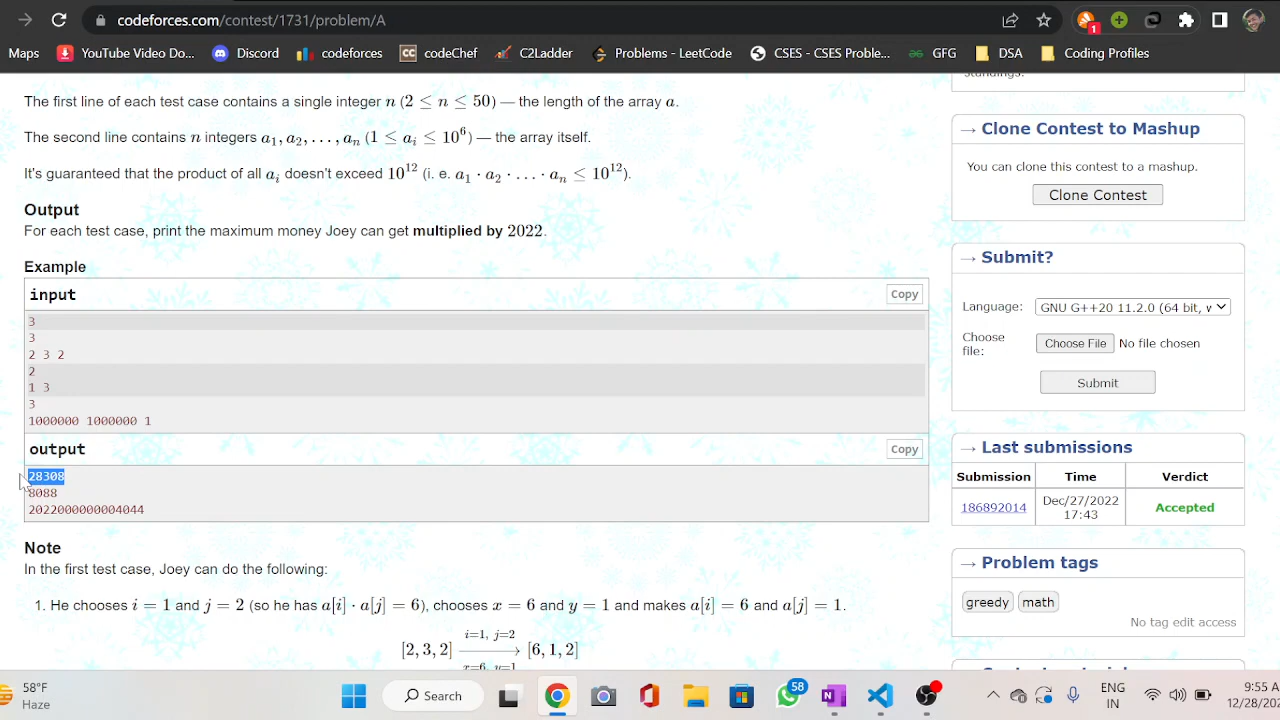 codeforces.com/contest/1731/problem/A
1
Maps YouTube Video Do... Discord codeforces CC codeChef C2Ladder Problems - LeetCode CSES - CSES Proble... GFG DSA Coding Profiles
standings.
The first line of each test case contains a single integer n (2 ≤ n ≤ 50) — the length of the array a.
The second line contains n integers a₁, a₂, . . . , aₙ (1 ≤ aᵢ ≤ 10⁶) — the array itself.
It's guaranteed that the product of all aᵢ doesn't exceed 10¹² (i. e. a₁ · a₂ · . . . · aₙ ≤ 10¹²).
Output
For each test case, print the maximum money Joey can get multiplied by 2022.
Example
input Copy
3
3
2 3 2
2
1 3
3
1000000 1000000 1
output Copy
28308
8088
2022000000004044
Note
In the first test case, Joey can do the following:
1. He chooses i = 1 and j = 2 (so he has a[i] · a[j] = 6), chooses x = 6 and y = 1 and makes a[i] = 6 and a[j] = 1.
i=1, j=2
[2, 3, 2] ⟶ [6, 1, 2]
x=6, y=1
→ Clone Contest to Mashup
You can clone this contest to a mashup.
Clone Contest
→ Submit?
Language: GNU G++20 11.2.0 (64 bit, v
Choose file: Choose File No file chosen
Submit
→ Last submissions
Submission Time Verdict
186892014 Dec/27/2022 17:43 Accepted
→ Problem tags
greedy math
No tag edit access
58°F
Haze
Search
58
ENG
IN
9:55 A
12/28/202